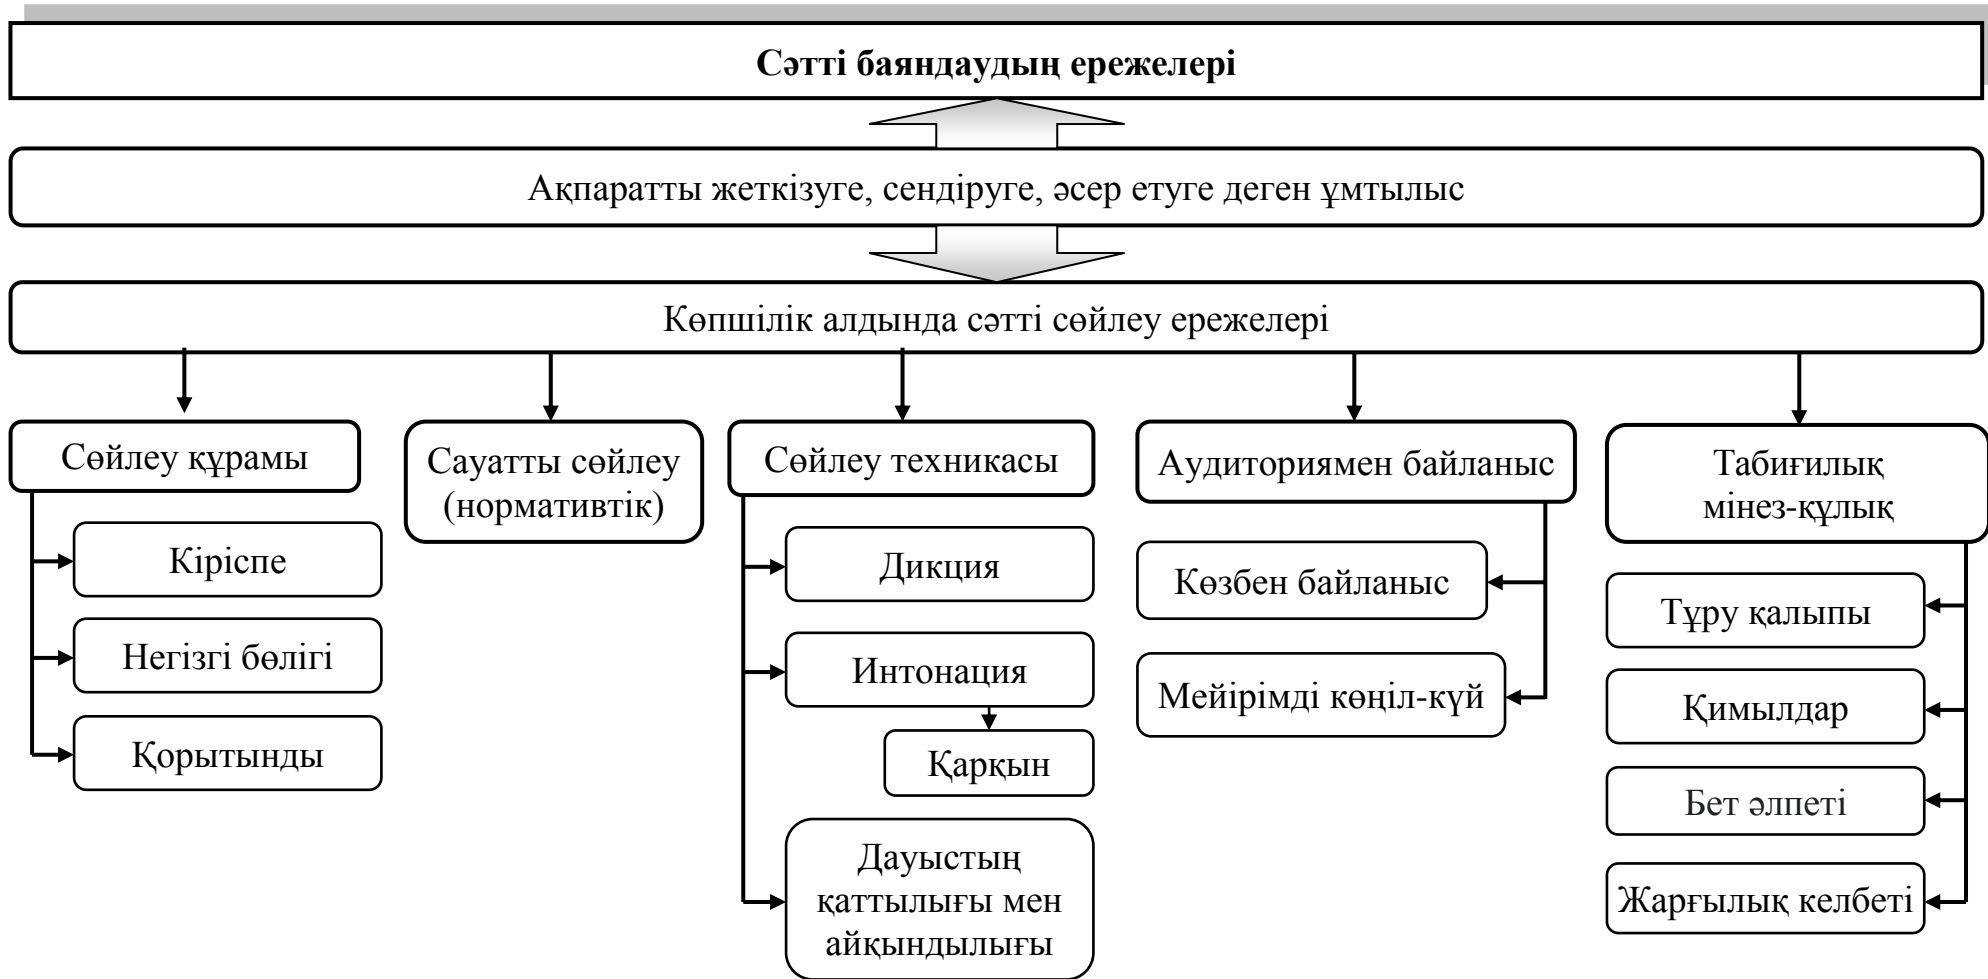 Сәтті баяндаудың ережелері
Ақпаратты жеткізуге, сендіруге, әсер етуге деген ұмтылыс
Көпшілік алдында сәтті сөйлеу ережелері
Сөйлеу құрамы
Кіріспе
Негізгі бөлігі
Қорытынды
Сауатты сөйлеу
(нормативтік)
Сөйлеу техникасы
Дикция
Интонация
Қарқын
Дауыстың
қаттылығы мен
айқындылығы
Аудиториямен байланыс
Көзбен байланыс
Мейірімді көңіл-күй
Табиғилық
мінез-құлық
Тұру қалыпы
Қимылдар
Бет әлпеті
Жарғылық келбеті